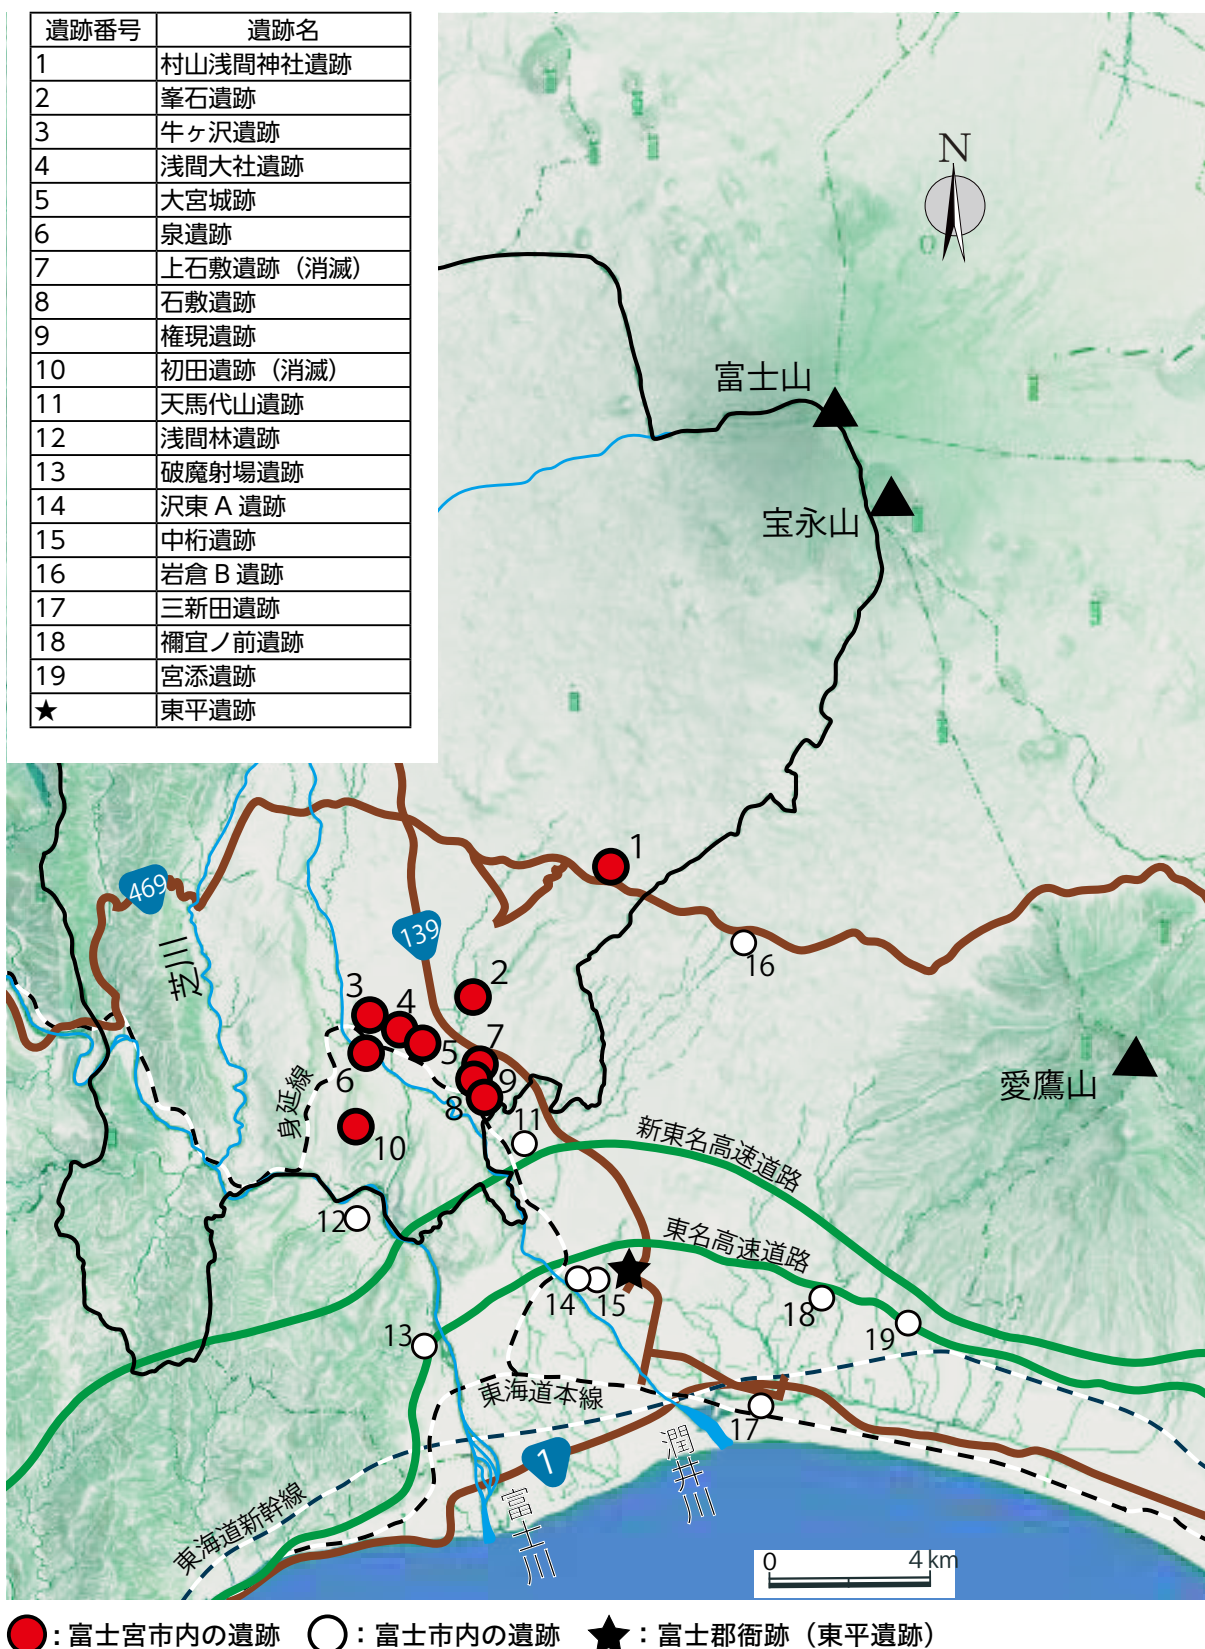 遺跡番号 遺跡名
1 村山浅間神社遺跡
2 峯石遺跡
3 牛ヶ沢遺跡
4 浅間大社遺跡
5 大宮城跡
6 泉遺跡
7 上石敷遺跡（消滅）
8 石敷遺跡
9 権現遺跡
10 初田遺跡（消滅）
11 天馬代山遺跡
12 浅間林遺跡
13 破魔射場遺跡
14 沢東 A 遺跡
15 中桁遺跡
16 岩倉 B 遺跡
17 三新田遺跡
18 禰宜ノ前遺跡
19 宮添遺跡
★ 東平遺跡
N
富士山
宝永山
1
469
139
16
芝川
2
3
4
5
7
6
9
8
愛鷹山
身延線
11
10
新東名高速道路
12
東名高速道路
14
15
18
19
13
東海道本線
17
潤井川
1
富士川
東海道新幹線
0 4 km
：富士宮市内の遺跡 ：富士市内の遺跡 ★：富士郡衙跡（東平遺跡）